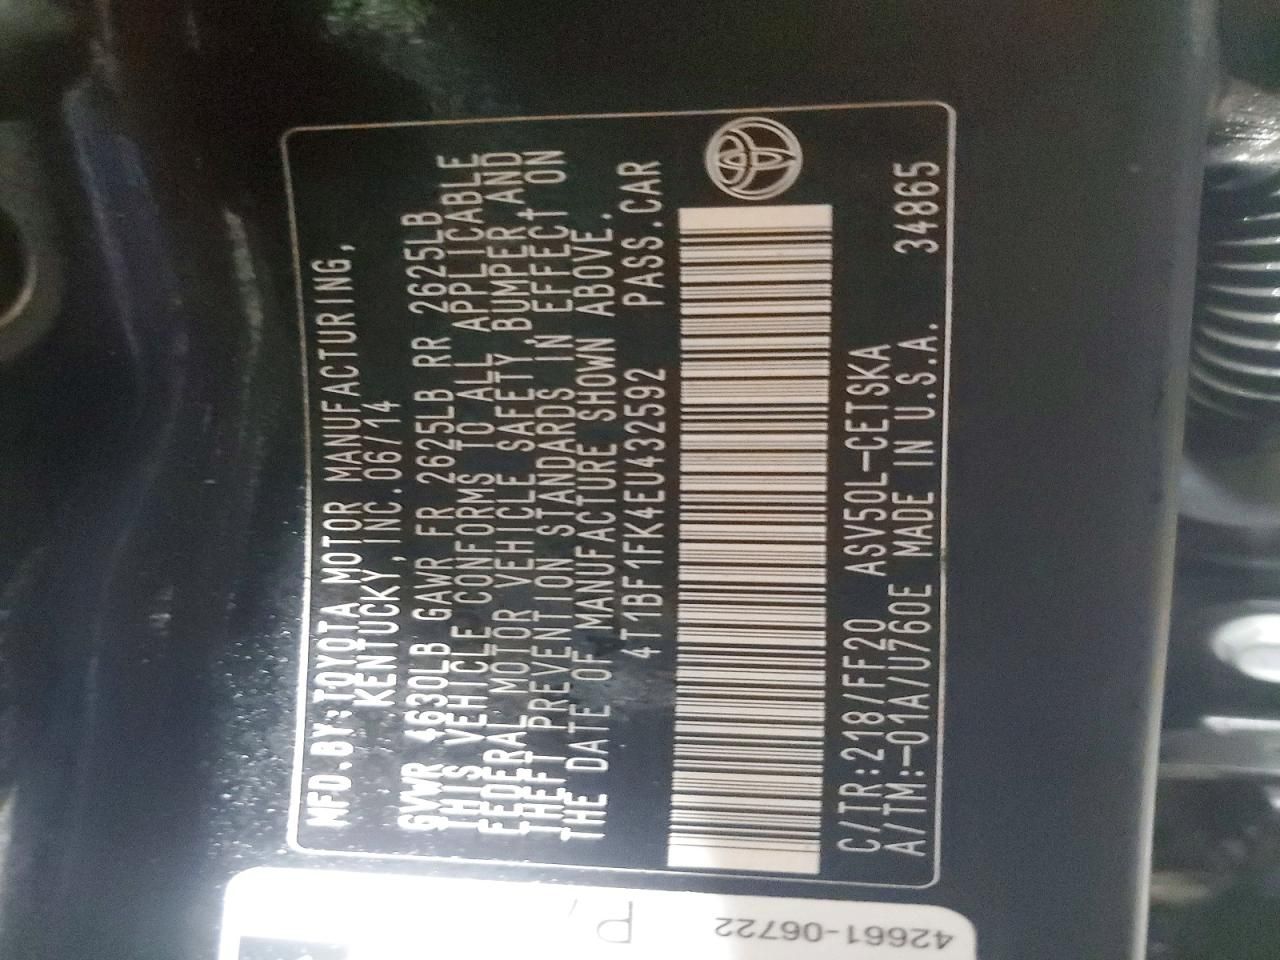 MFD.BY:TOYOTA MOTOR MANUFACTURING,
KENTUCKY,INC.06/14
GVWR 4630LB GAWR FR 2625LB RR 2625LB
THIS VEHICLE CONFORMS TO ALL APPLICABLE
FEDERAL MOTOR VEHICLE SAFETY,BUMPER,AND
THEFT PREVENTION STANDARDS IN EFFECT ON
THE DATE OF MANUFACTURE SHOWN ABOVE.
4T1BF1FK4EU432592 PASS.CAR
C/TR:218/FF20 ASV50L-CETSKA
A/TM:-01A/U760E MADE IN U.S.A. 34865
42661-06722